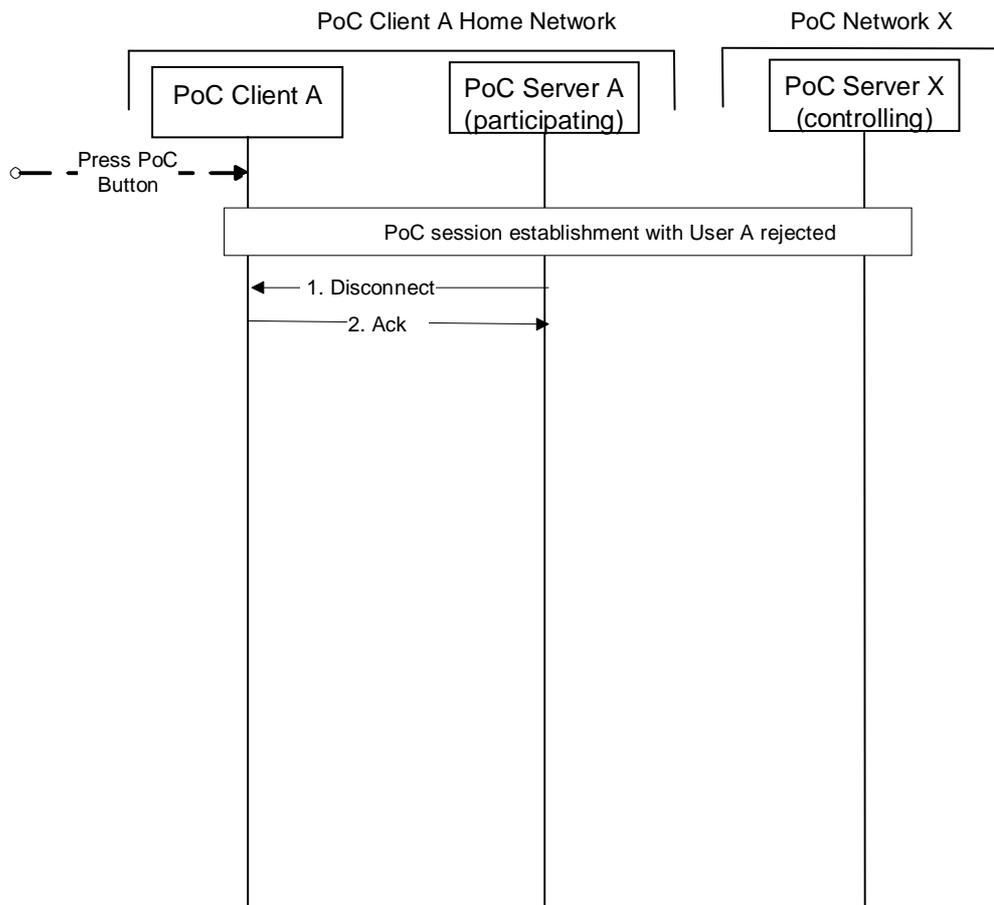 PoC Client A Home Network
PoC Network X
PoC Client A
PoC Server A
(participating)
PoC Server X
(controlling)
Press PoC
Button
PoC session establishment with User A rejected
1. Disconnect
2. Ack